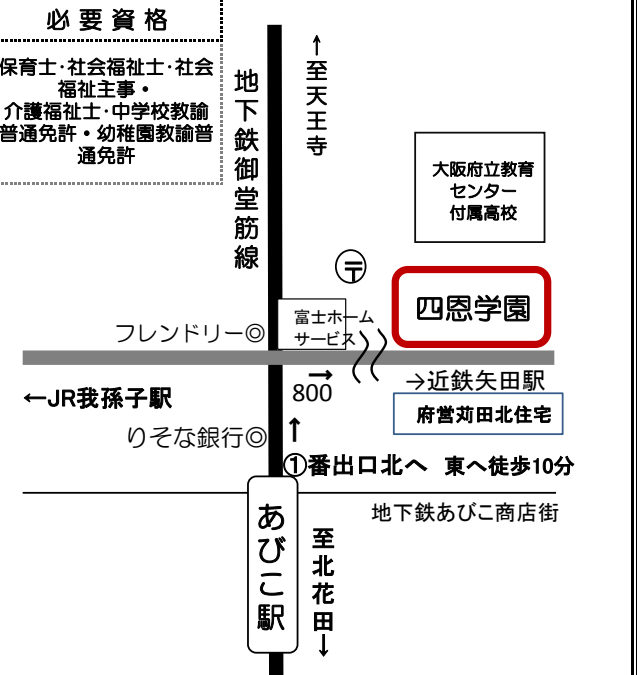 必要資格
保育士･社会福祉士･社会
福祉主事・
介護福祉士･中学校教諭
普通免許・幼稚園教諭普
通免許
地下鉄御堂筋線
↑至天王寺
大阪府立教育
センター
付属高校
〒
四恩学園
富士ホーム
サービス
フレンドリー◎
→近鉄矢田駅
→
800
←JR我孫子駅
府営苅田北住宅
りそな銀行◎
↑
①番出口北へ 東へ徒歩10分
地下鉄あびこ商店街
あびこ駅
至北花田↓